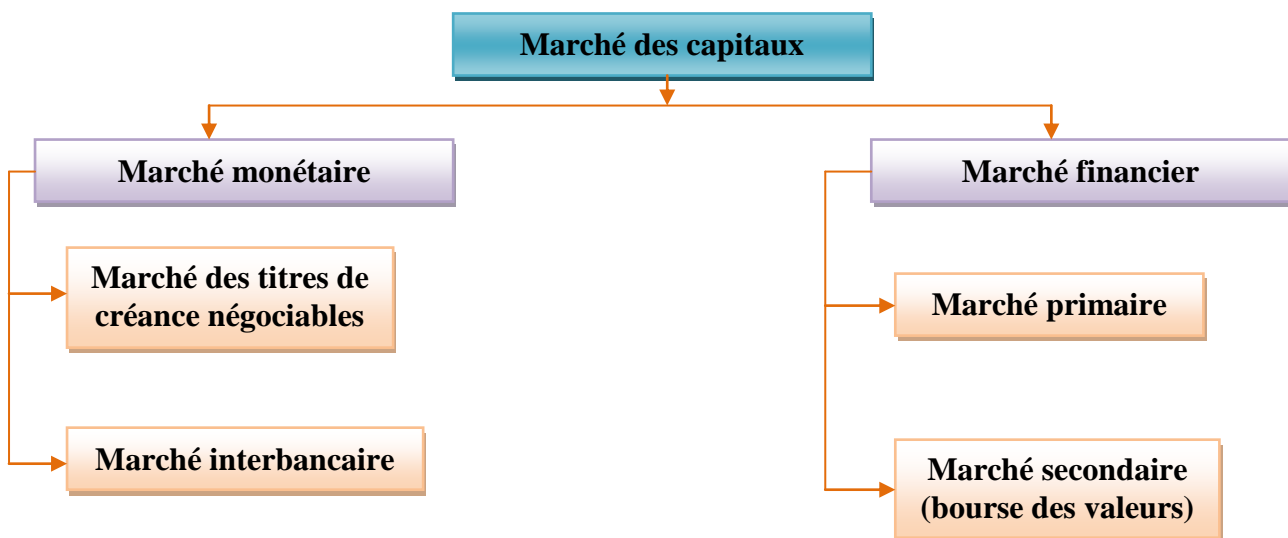 Marché des capitaux
Marché monétaire
Marché financier
Marché des titres de
créance négociables
Marché primaire
Marché interbancaire
Marché secondaire
(bourse des valeurs)